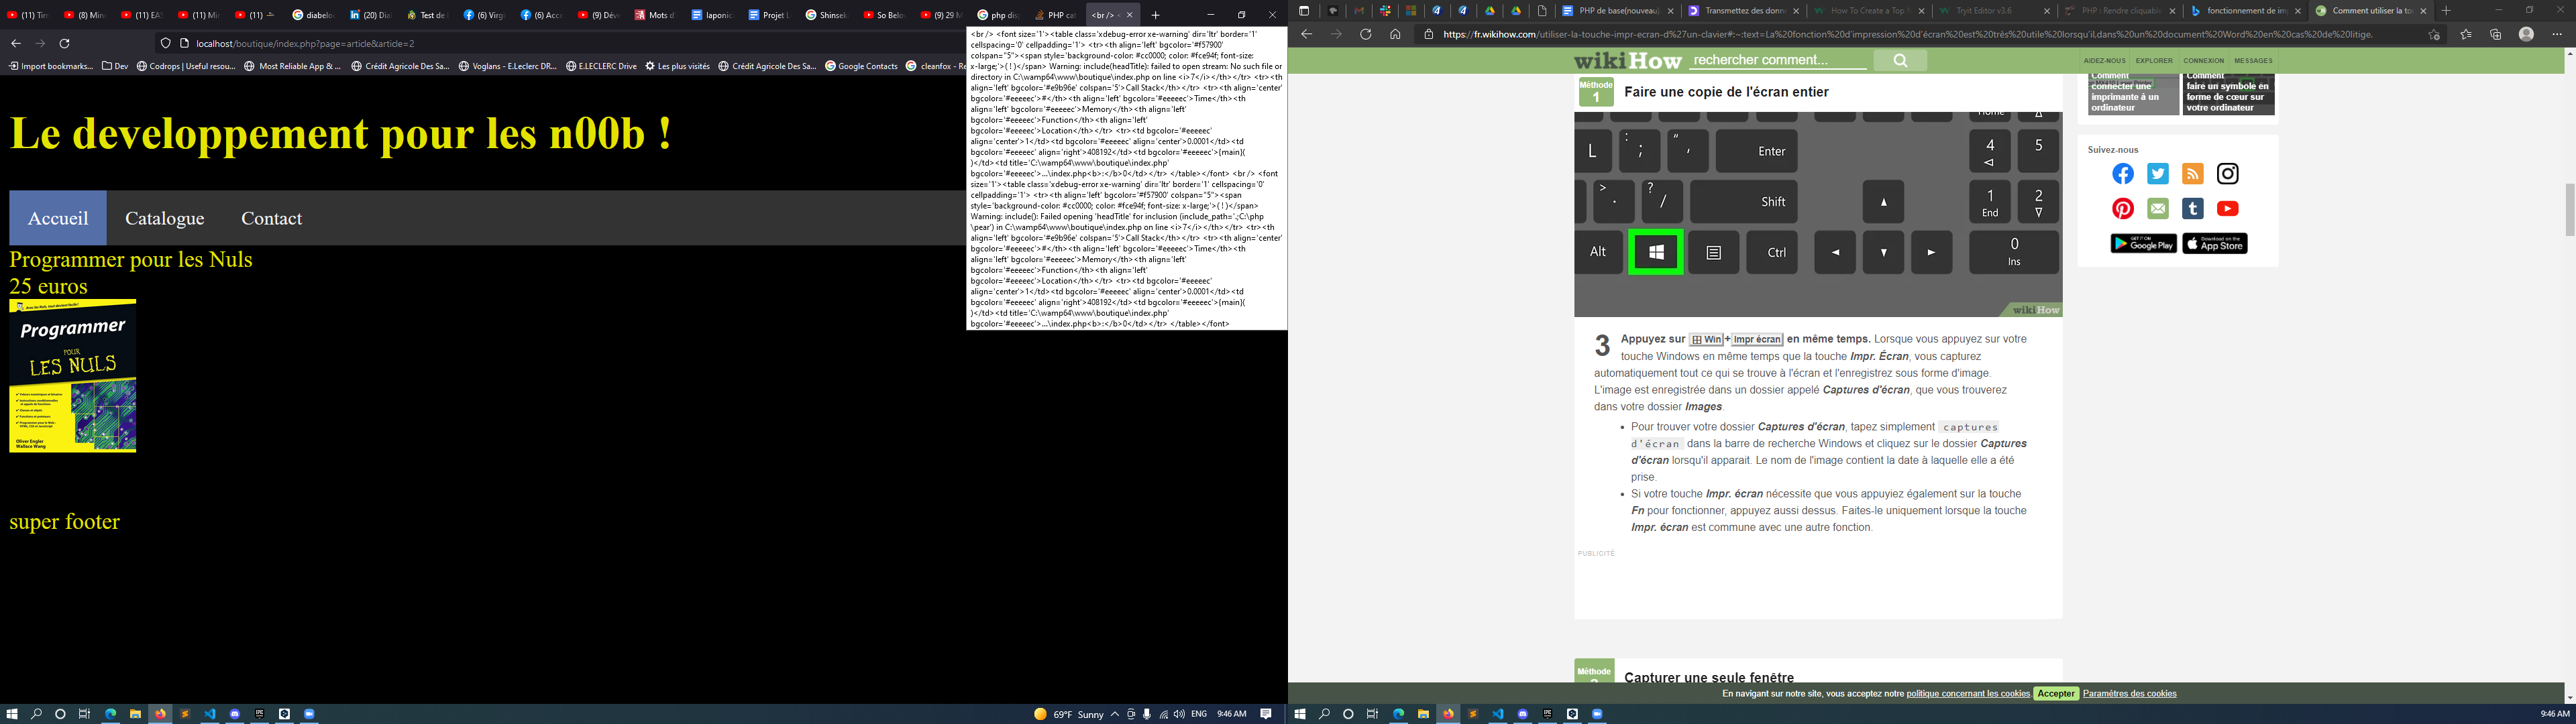 (11) Tim
(8) Mine
(11) EAS
(11) Min
(11)
diabeloc
(20) Dial
Test de
(6) Virg
(6) Acce
(9) Déve
Mots d'
laponic
Projet L
Shinsek
So Belo
(9) 29 M
php dis
PHP cat
<br /> <
localhost/boutique/index.php?page=article&article=2
Import bookmarks...
Dev
Codrops | Useful resou...
Most Reliable App & ...
Crédit Agricole Des Sa...
Voglans - E.Leclerc DR...
E.LECLERC Drive
Les plus visités
Crédit Agricole Des Sa...
Google Contacts
cleanfox - Re
<br /> <font size='1'><table class='xdebug-error xe-warning' dir='ltr' border='1'
cellspacing='0' cellpadding='1'> <tr><th align='left' bgcolor='#f57900'
colspan="5"><span style='background-color: #cc0000; color: #fce94f; font-size:
x-large;'>( ! )</span> Warning: include(headTitle): failed to open stream: No such file or
directory in C:\wamp64\www\boutique\index.php on line <i>7</i></th></tr> <tr><th
align='left' bgcolor='#e9b96e' colspan='5'>Call Stack</th></tr> <tr><th align='center'
bgcolor='#eeeeec'>#</th><th align='left' bgcolor='#eeeeec'>Time</th><th
align='left' bgcolor='#eeeeec'>Memory</th><th align='left'
bgcolor='#eeeeec'>Function</th><th align='left'
bgcolor='#eeeeec'>Location</th></tr> <tr><td bgcolor='#eeeeec'
align='center'>1</td><td bgcolor='#eeeeec' align='center'>0.0001</td><td
bgcolor='#eeeeec' align='right'>408192</td><td bgcolor='#eeeeec'>{main}(
)</td><td title='C:\wamp64\www\boutique\index.php'
bgcolor='#eeeeec'>...\index.php<b>:</b>0</td></tr> </table></font> <br /> <font
size='1'><table class='xdebug-error xe-warning' dir='ltr' border='1' cellspacing='0'
cellpadding='1'> <tr><th align='left' bgcolor='#f57900' colspan="5"><span
style='background-color: #cc0000; color: #fce94f; font-size: x-large;'>( ! )</span>
Warning: include(): Failed opening 'headTitle' for inclusion (include_path='.;C:\php
\pear') in C:\wamp64\www\boutique\index.php on line <i>7</i></th></tr> <tr><th
align='left' bgcolor='#e9b96e' colspan='5'>Call Stack</th></tr> <tr><th align='center'
bgcolor='#eeeeec'>#</th><th align='left' bgcolor='#eeeeec'>Time</th><th
align='left' bgcolor='#eeeeec'>Memory</th><th align='left'
bgcolor='#eeeeec'>Function</th><th align='left'
bgcolor='#eeeeec'>Location</th></tr> <tr><td bgcolor='#eeeeec'
align='center'>1</td><td bgcolor='#eeeeec' align='center'>0.0001</td><td
bgcolor='#eeeeec' align='right'>408192</td><td bgcolor='#eeeeec'>{main}(
)</td><td title='C:\wamp64\www\boutique\index.php'
bgcolor='#eeeeec'>...\index.php<b>:</b>0</td></tr> </table></font>
Le developpement pour les n00b !
Accueil
Catalogue
Contact
Programmer pour les Nuls
25 euros
Programmer
POUR
LES NULS
Oliver Engler
Wallace Wang
super footer
69°F Sunny
ENG
9:46 AM
PHP de base(nouveau)
Transmettez des donn
How To Create a Top N
Tryit Editor v3.6
PHP : Rendre cliquable
fonctionnement de im
Comment utiliser la to
https://fr.wikihow.com/utiliser-la-touche-impr-ecran-d%27un-clavier#:~:text=La%20fonction%20d'impression%20d'écran%20est%20très%20utile%20lorsqu'il,dans%20un%20document%20Word%20en%20cas%20de%20litige.
wikiHow
rechercher comment...
AIDEZ-NOUS
EXPLORER
CONNEXION
MESSAGES
Méthode
1
Faire une copie de l'écran entier
Home
L
: ;
" '
Enter
4
5
> .
? /
Shift
1
End
2
Alt
Ctrl
0
Ins
wikiHow
3
Appuyez sur Win+Impr écran en même temps. Lorsque vous appuyez sur votre
touche Windows en même temps que la touche Impr. Écran, vous capturez
automatiquement tout ce qui se trouve à l'écran et l'enregistrez sous forme d'image.
L'image est enregistrée dans un dossier appelé Captures d'écran, que vous trouverez
dans votre dossier Images.
• Pour trouver votre dossier Captures d'écran, tapez simplement captures
d'écran dans la barre de recherche Windows et cliquez sur le dossier Captures
d'écran lorsqu'il apparait. Le nom de l'image contient la date à laquelle elle a été
prise.
• Si votre touche Impr. écran nécessite que vous appuyiez également sur la touche
Fn pour fonctionner, appuyez aussi dessus. Faites-le uniquement lorsque la touche
Impr. écran est commune avec une autre fonction.
PUBLICITÉ
Méthode
Capturer une seule fenêtre
Comment
connecter une
imprimante à un
ordinateur
Comment
faire un symbole en
forme de cœur sur
votre ordinateur
Suivez-nous
GET IT ON
Google Play
Download on the
App Store
En navigant sur notre site, vous acceptez notre politique concernant les cookies.
Accepter
Paramètres des cookies
9:46 AM